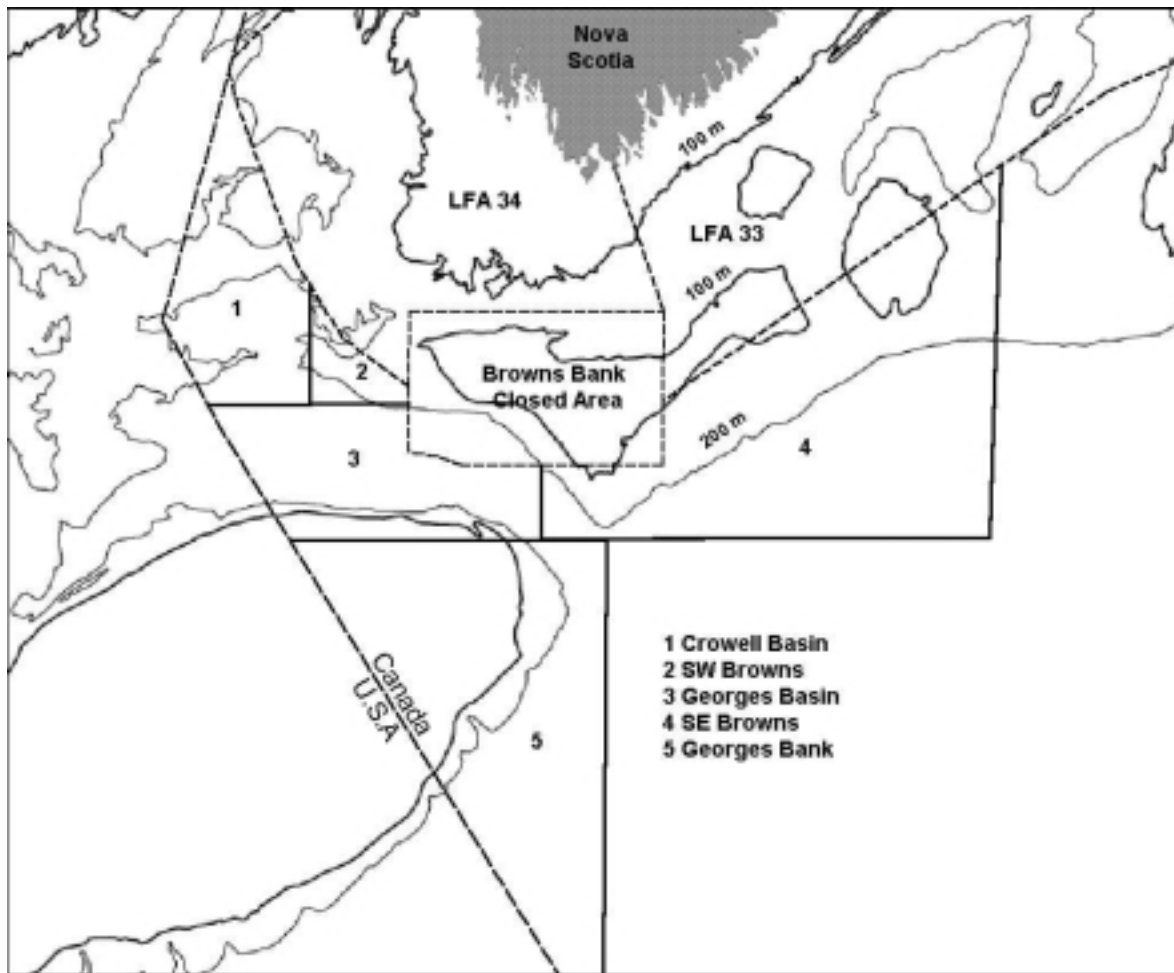 Nova
Scotia
100 m
LFA 34
LFA 33
100 m
1
2
Browns Bank
Closed Area
200 m
4
3
1 Crowell Basin
2 SW Browns
3 Georges Basin
4 SE Browns
5 Georges Bank
Canada
U.S.A
5